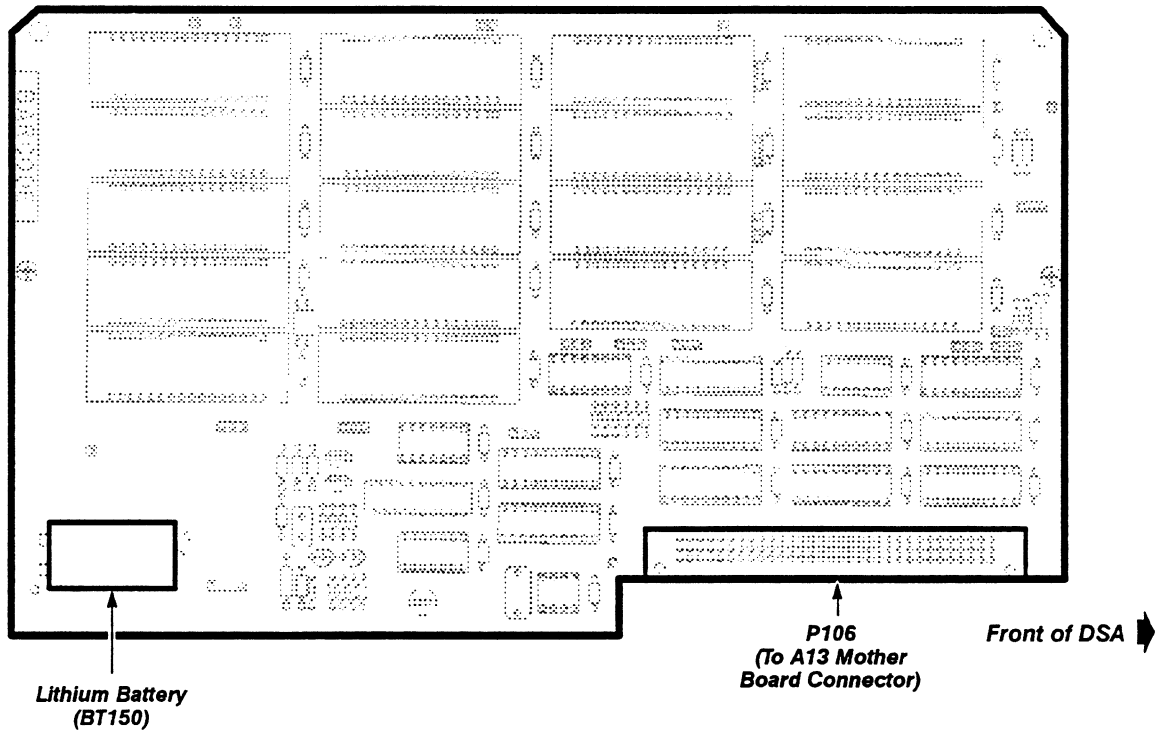 P106
(To A13 Mother
Board Connector)
Front of DSA
Lithium Battery
(BT150)